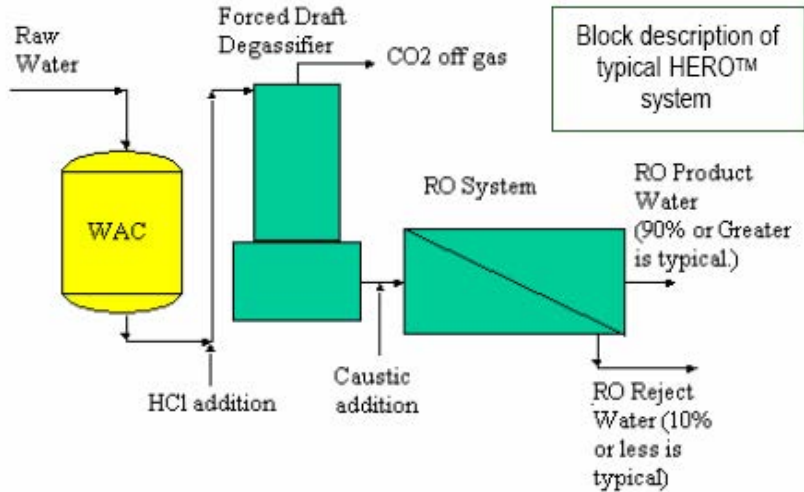 Forced Draft
Degassifier
Raw
Water
CO2 off gas
Block description of
typical HERO™
system
WAC
RO System
RO Product
Water
(90% or Greater
is typical.)
HCl addition
Caustic
addition
RO Reject
Water (10%
or less is
typical)